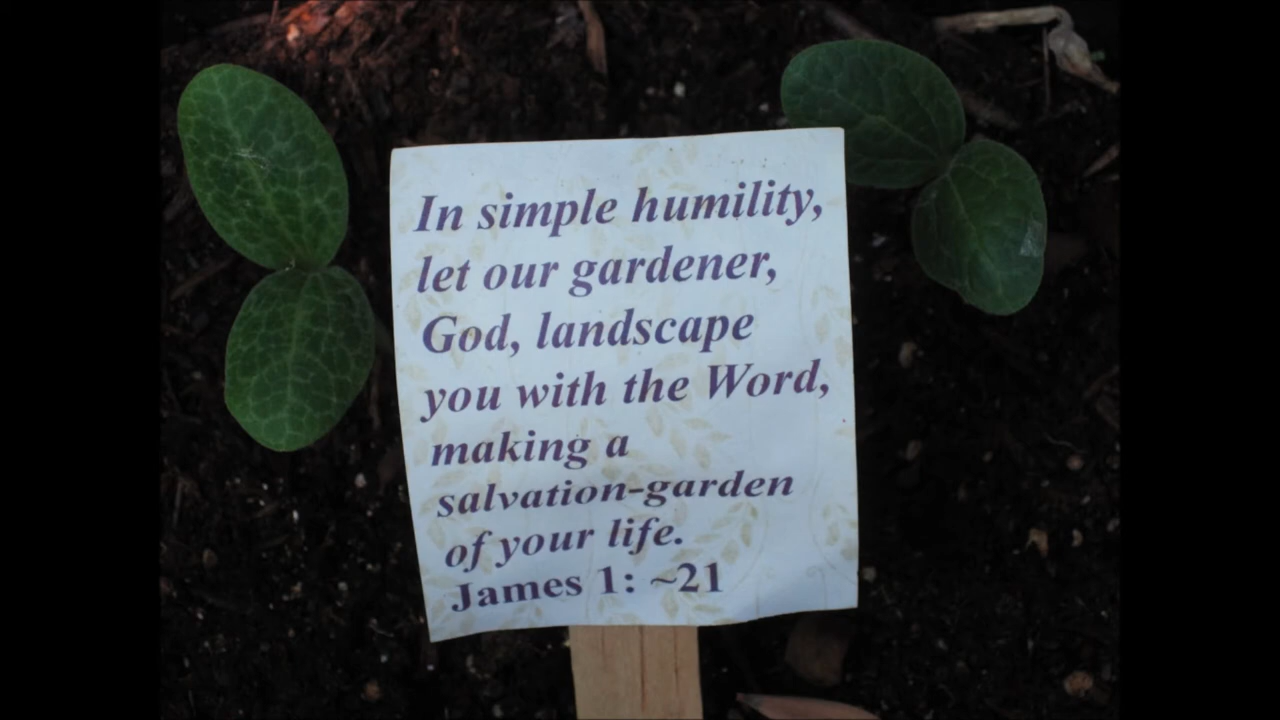 In simple humility,
let our gardener,
God, landscape
you with the Word,
making a
salvation-garden
of your life.
James 1: ~21